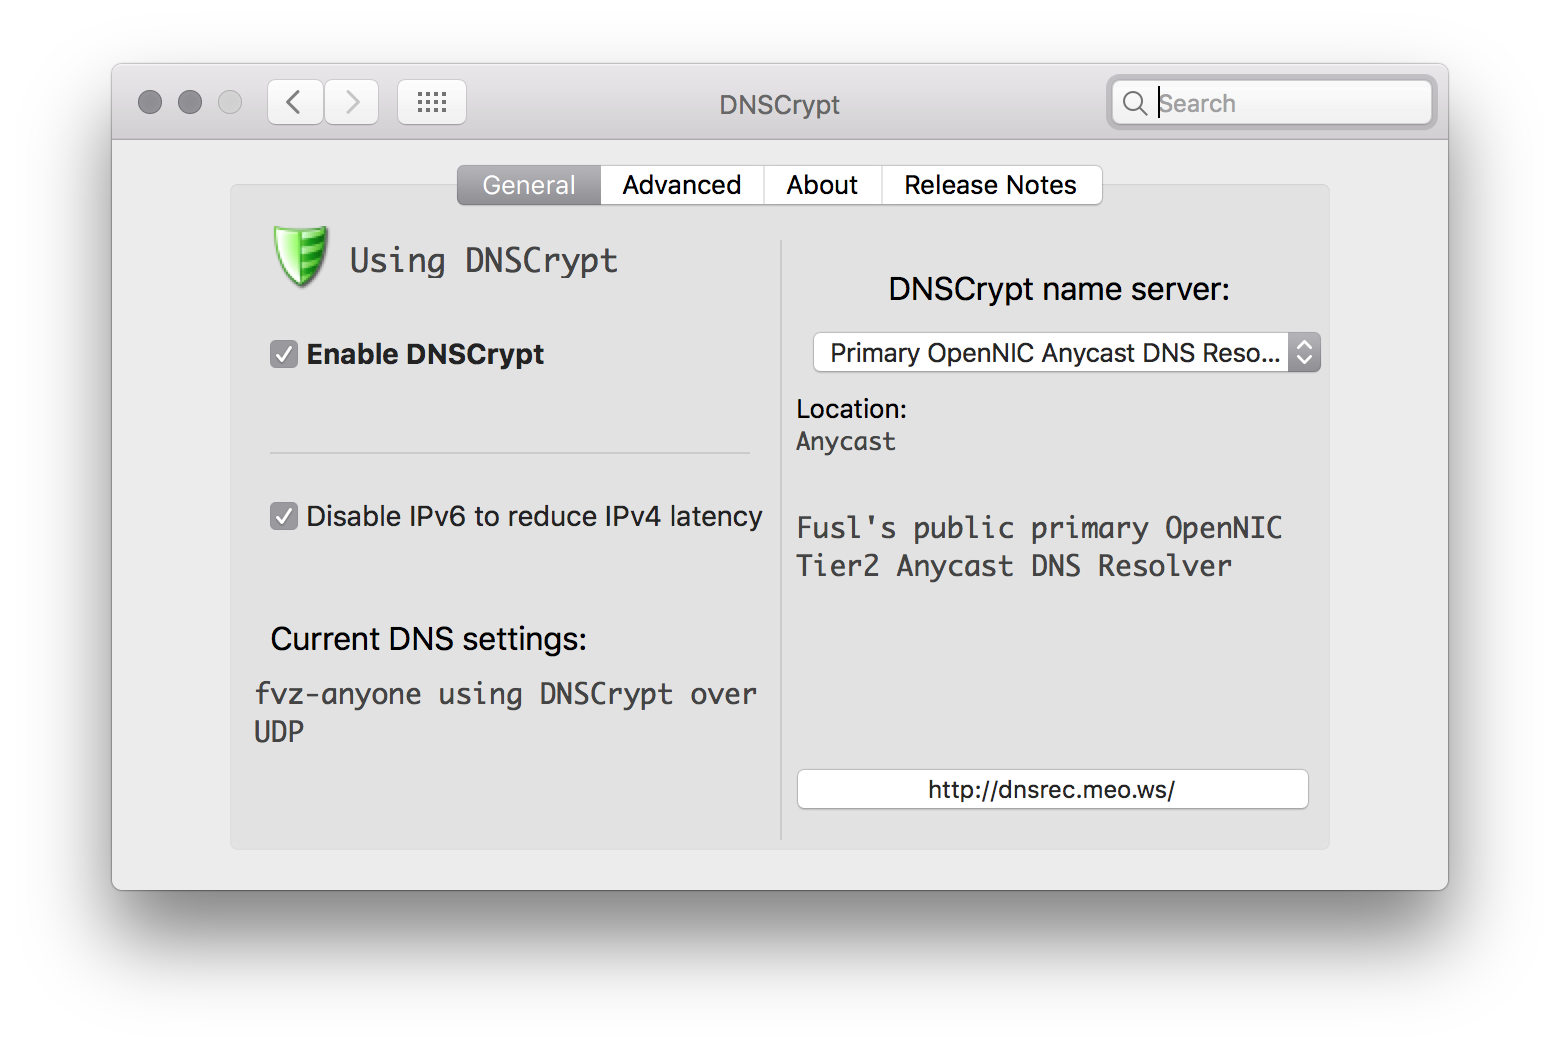 DNSCrypt
Search
General
Advanced
About
Release Notes
Using DNSCrypt
Enable DNSCrypt
Disable IPv6 to reduce IPv4 latency
Current DNS settings:
fvz-anyone using DNSCrypt over
UDP
DNSCrypt name server:
Primary OpenNIC Anycast DNS Reso...
Location:
Anycast
Fusl's public primary OpenNIC
Tier2 Anycast DNS Resolver
http://dnsrec.meo.ws/